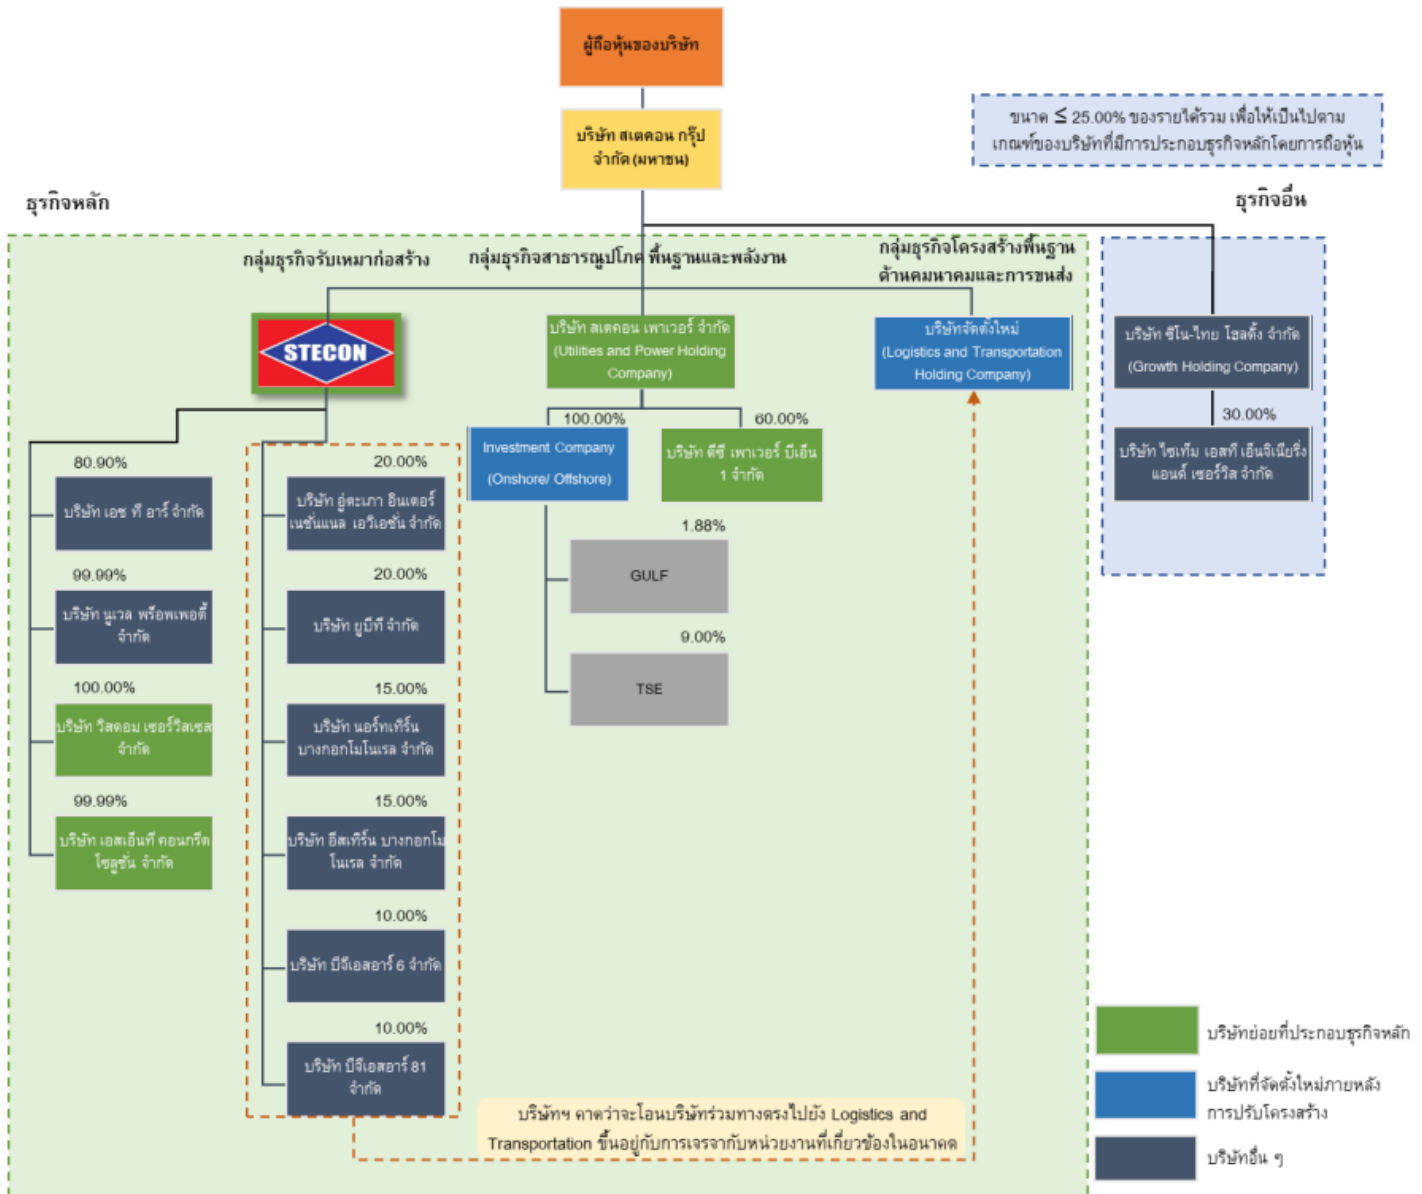 ผู้ถือหุ้นของบริษัท
บริษัท สเตคอน กรุ๊ป
จำกัด (มหาชน)
ขนาด ≤ 25.00% ของรายได้รวม เพื่อให้เป็นไปตาม
เกณฑ์ของบริษัทที่มีการประกอบธุรกิจหลักโดยการถือหุ้น
ธุรกิจหลัก
ธุรกิจอื่น
กลุ่มธุรกิจรับเหมาก่อสร้าง
กลุ่มธุรกิจสาธารณูปโภค พื้นฐานและพลังงาน
กลุ่มธุรกิจโครงสร้างพื้นฐาน
ด้านคมนาคมและการขนส่ง
STECON
บริษัท สเตคอน เพาเวอร์ จำกัด
(Utilities and Power Holding
Company)
บริษัทจัดตั้งใหม่
(Logistics and Transportation
Holding Company)
บริษัท ซีโน-ไทย โฮลดิ้ง จำกัด
(Growth Holding Company)
100.00%
60.00%
30.00%
Investment Company
(Onshore/ Offshore)
บริษัท ดีซี เพาเวอร์ บีเอ็น
1 จำกัด
บริษัท ไซเท็ม เอสที เอ็นจิเนียริ่ง
แอนด์ เซอร์วิส จำกัด
80.90%
บริษัท เอช ที อาร์ จำกัด
99.99%
บริษัท นูเวล พร็อพเพอตี้
จำกัด
100.00%
บริษัท วิสดอม เซอร์วิสเซส
จำกัด
99.99%
บริษัท เอสเอ็นที คอนกรีต
โซลูชั่น จำกัด
20.00%
บริษัท อู่ตะเภา อินเตอร์
เนชั่นแนล เอวิเอชั่น จำกัด
20.00%
บริษัท ยูบีที จำกัด
15.00%
บริษัท นอร์ทเทิร์น
บางกอกโมโนเรล จำกัด
15.00%
บริษัท อีสเทิร์น บางกอกโม
โนเรล จำกัด
10.00%
บริษัท บีจีเอสอาร์ 6 จำกัด
10.00%
บริษัท บีจีเอสอาร์ 81
จำกัด
1.88%
GULF
9.00%
TSE
บริษัทฯ คาดว่าจะโอนบริษัทร่วมทางตรงไปยัง Logistics and
Transportation ขึ้นอยู่กับการเจรจากับหน่วยงานที่เกี่ยวข้องในอนาคต
บริษัทย่อยที่ประกอบธุรกิจหลัก
บริษัทที่จัดตั้งใหม่ภายหลัง
การปรับโครงสร้าง
บริษัทอื่น ๆ